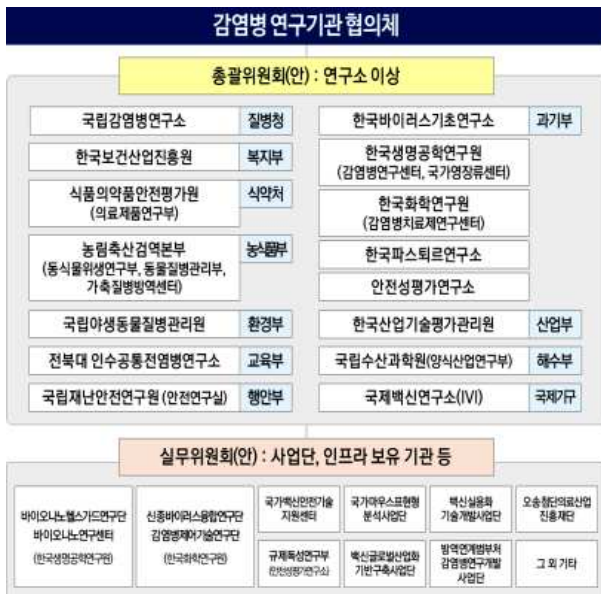 감염병 연구기관 협의체
총괄위원회(안) : 연구소 이상
국립감염병연구소 질병청
한국보건산업진흥원 복지부
식품의약품안전평가원 식약처
(의료제품연구부)
농림축산검역본부 농식품부
(동식물위생연구부, 동물질병관리부,
가축질병방역센터)
국립야생동물질병관리원 환경부
전북대 인수공통전염병연구소 교육부
국립재난안전연구원 (안전연구실) 행안부
한국바이러스기초연구소 과기부
한국생명공학연구원
(감염병연구센터, 국가영장류센터)
한국화학연구원
(감염병치료제연구센터)
한국파스퇴르연구소
안전성평가연구소
한국산업기술평가관리원 산업부
국립수산과학원(양식산업연구부) 해수부
국제백신연구소(IVI) 국제기구
실무위원회(안) : 사업단, 인프라 보유 기관 등
바이오나노헬스가드연구단
바이오나노연구센터
(한국생명공학연구원)
신종바이러스융합연구단
감염병제어기술연구단
(한국화학연구원)
국가백신안전기술
지원센터
국가마우스표현형
분석사업단
백신실용화
기술개발사업단
오송첨단의료산업
진흥재단
규제독성연구부
(안전성평가연구소)
백신글로벌산업화
기반구축사업단
방역연계범부처
감염병연구개발
사업단
그 외 기타